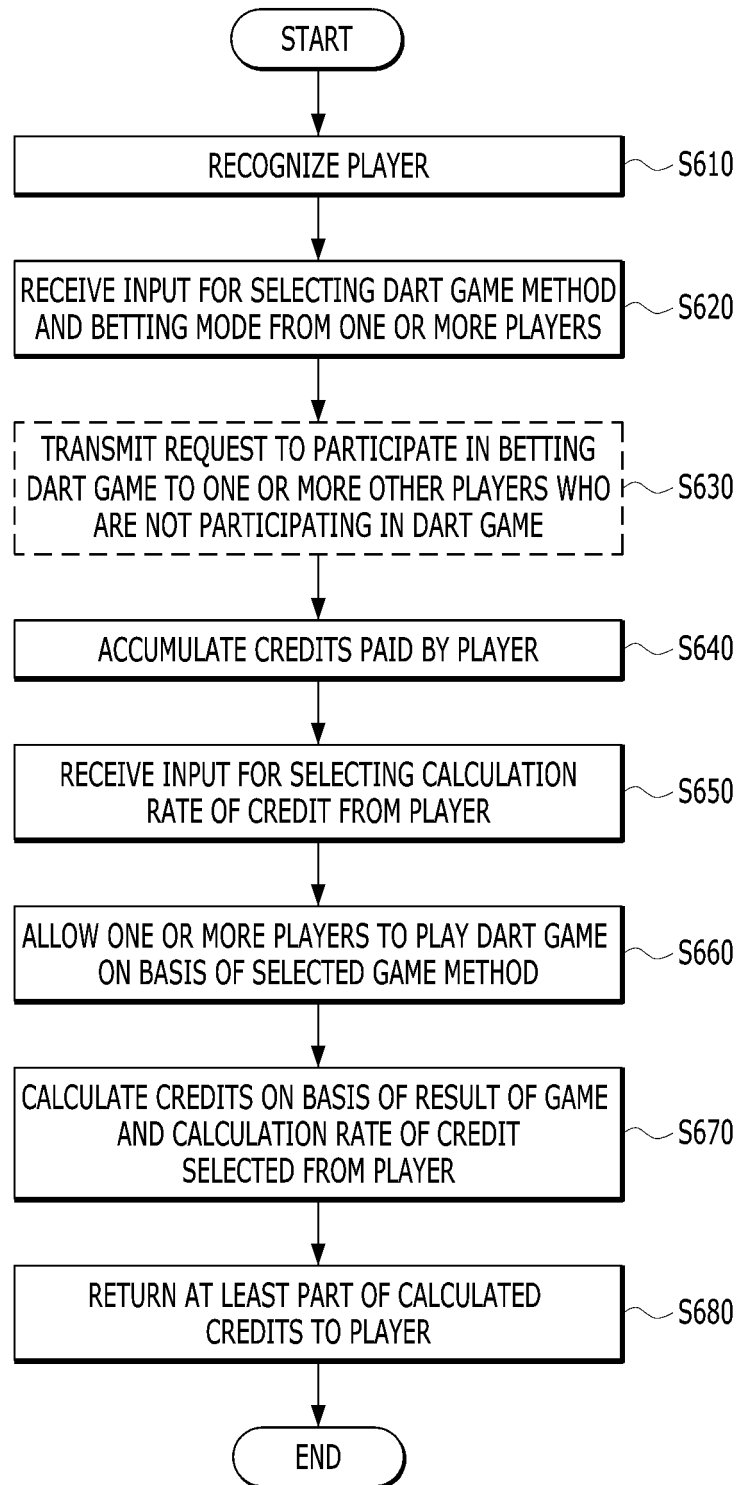 START
RECOGNIZE PLAYER
S610
RECEIVE INPUT FOR SELECTING DART GAME METHOD
AND BETTING MODE FROM ONE OR MORE PLAYERS
S620
TRANSMIT REQUEST TO PARTICIPATE IN BETTING
DART GAME TO ONE OR MORE OTHER PLAYERS WHO
ARE NOT PARTICIPATING IN DART GAME
S630
ACCUMULATE CREDITS PAID BY PLAYER
S640
RECEIVE INPUT FOR SELECTING CALCULATION
RATE OF CREDIT FROM PLAYER
S650
ALLOW ONE OR MORE PLAYERS TO PLAY DART GAME
ON BASIS OF SELECTED GAME METHOD
S660
CALCULATE CREDITS ON BASIS OF RESULT OF GAME
AND CALCULATION RATE OF CREDIT
SELECTED FROM PLAYER
S670
RETURN AT LEAST PART OF CALCULATED
CREDITS TO PLAYER
S680
END